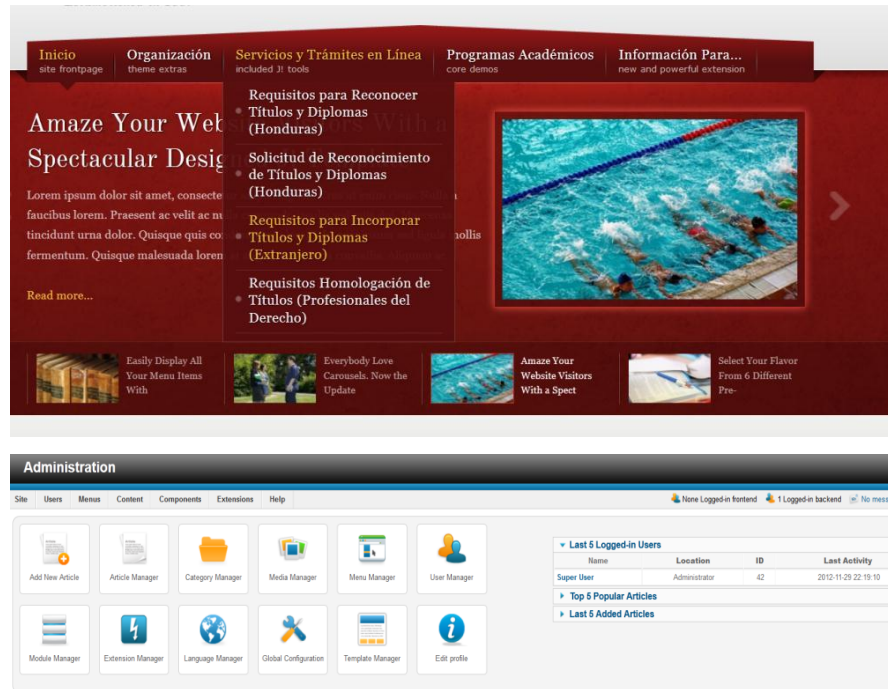 Inicio
site frontpage
Organización
theme extras
Servicios y Trámites en Línea
included J! tools
Programas Académicos
core demos
Información Para...
new and powerful extension
Requisitos para Reconocer
Títulos y Diplomas
(Honduras)
Solicitud de Reconocimiento
de Títulos y Diplomas
(Honduras)
Requisitos para Incorporar
Títulos y Diplomas
(Extranjero)
Requisitos Homologación de
Títulos (Profesionales del
Derecho)
Amaze Your Web
Spectacular Desig
Lorem ipsum dolor sit amet, consecte
faucibus lorem. Praesent ac velit ac
tincidunt urna dolor. Quisque quis
fermentum. Quisque malesuada loren
Read more...
Easily Display All
Your Menu Items
With
Everybody Love
Carousels. Now the
Update
Amaze Your
Website Visitors
With a Spect
Select Your Flavor
From 6 Different
Pre-
Administration
Site Users Menus Content Components Extensions Help
None Logged-in frontend 1 Logged-in backend No mess
Add New Article Article Manager Category Manager Media Manager Menu Manager User Manager
Module Manager Extension Manager Language Manager Global Configuration Template Manager Edit profile
Last 5 Logged-in Users
Name Location ID Last Activity
Super User Administrator 42 2012-11-29 22:19:10
Top 5 Popular Articles
Last 5 Added Articles